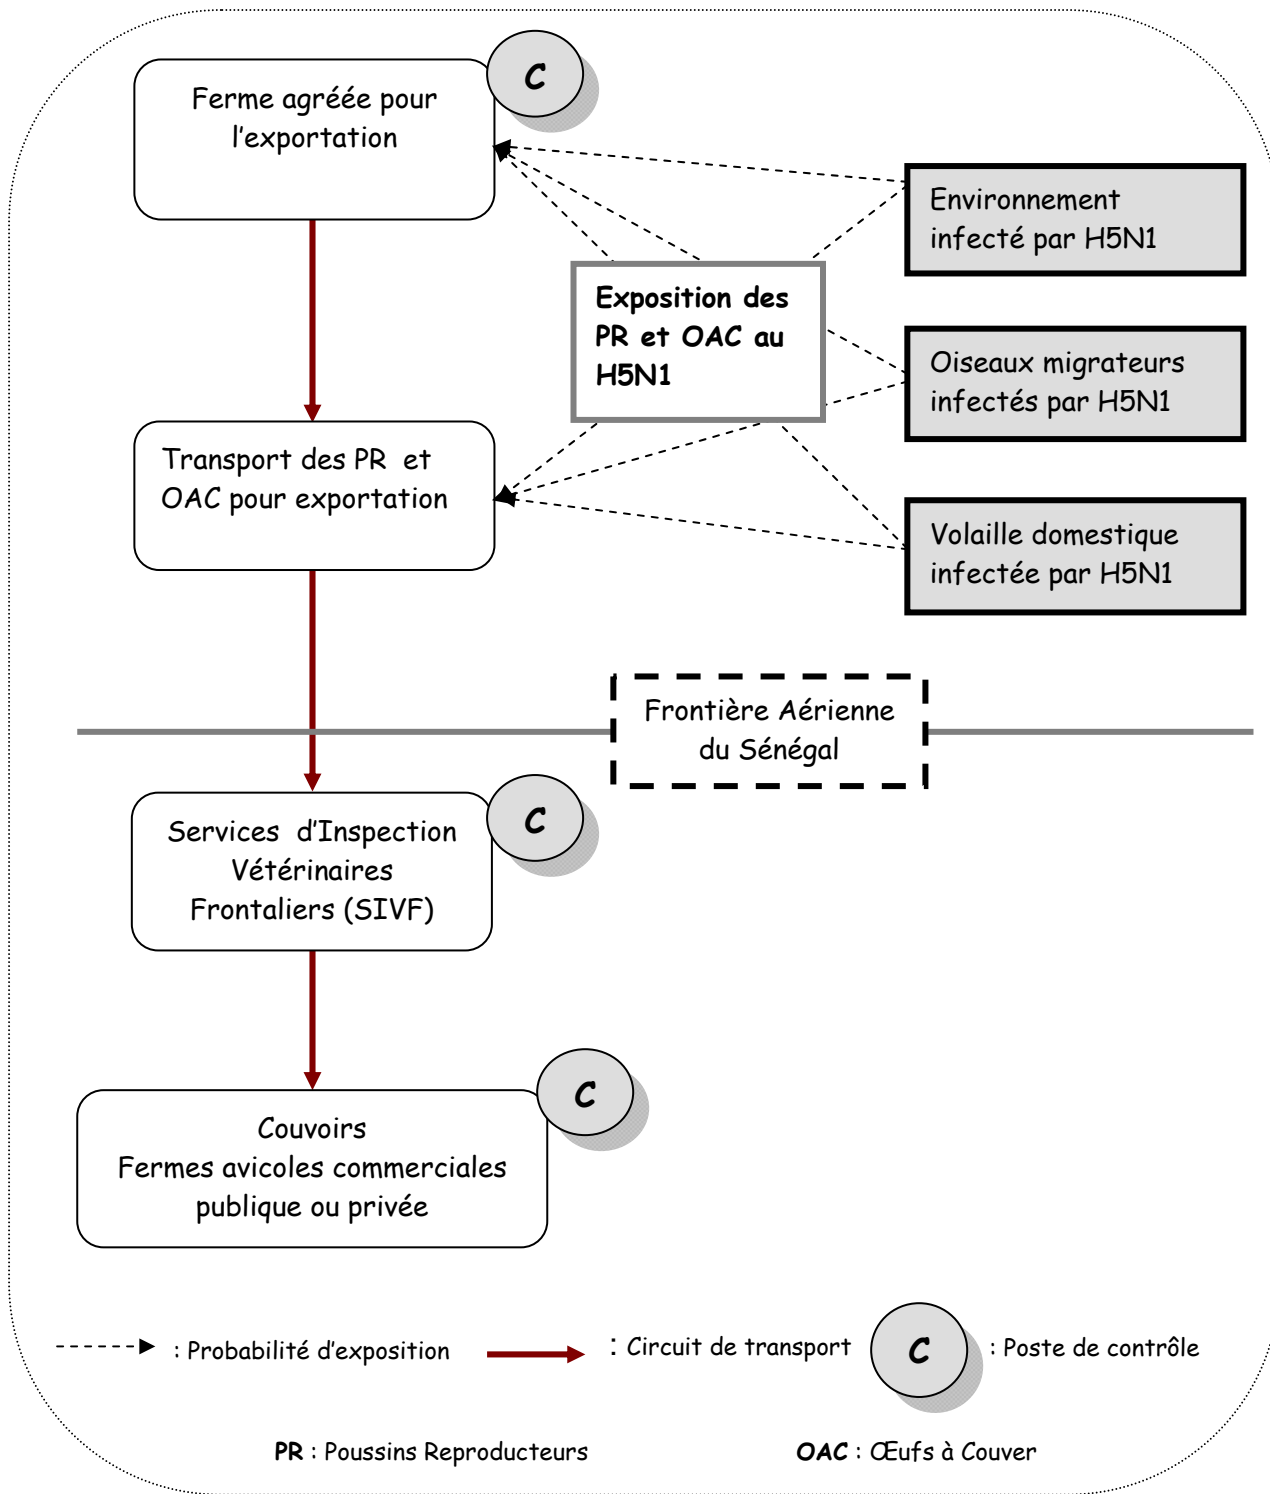 C
Ferme agréée pour
l'exportation
Environnement
infecté par H5N1
Exposition des
PR et OAC au
H5N1
Oiseaux migrateurs
infectés par H5N1
Transport des PR et
OAC pour exportation
Volaille domestique
infectée par H5N1
Frontière Aérienne
du Sénégal
C
Services d'Inspection
Vétérinaires
Frontaliers (SIVF)
C
Couvoirs
Fermes avicoles commerciales
publique ou privée
: Probabilité d'exposition
: Circuit de transport
C
: Poste de contrôle
PR : Poussins Reproducteurs
OAC : Œufs à Couver